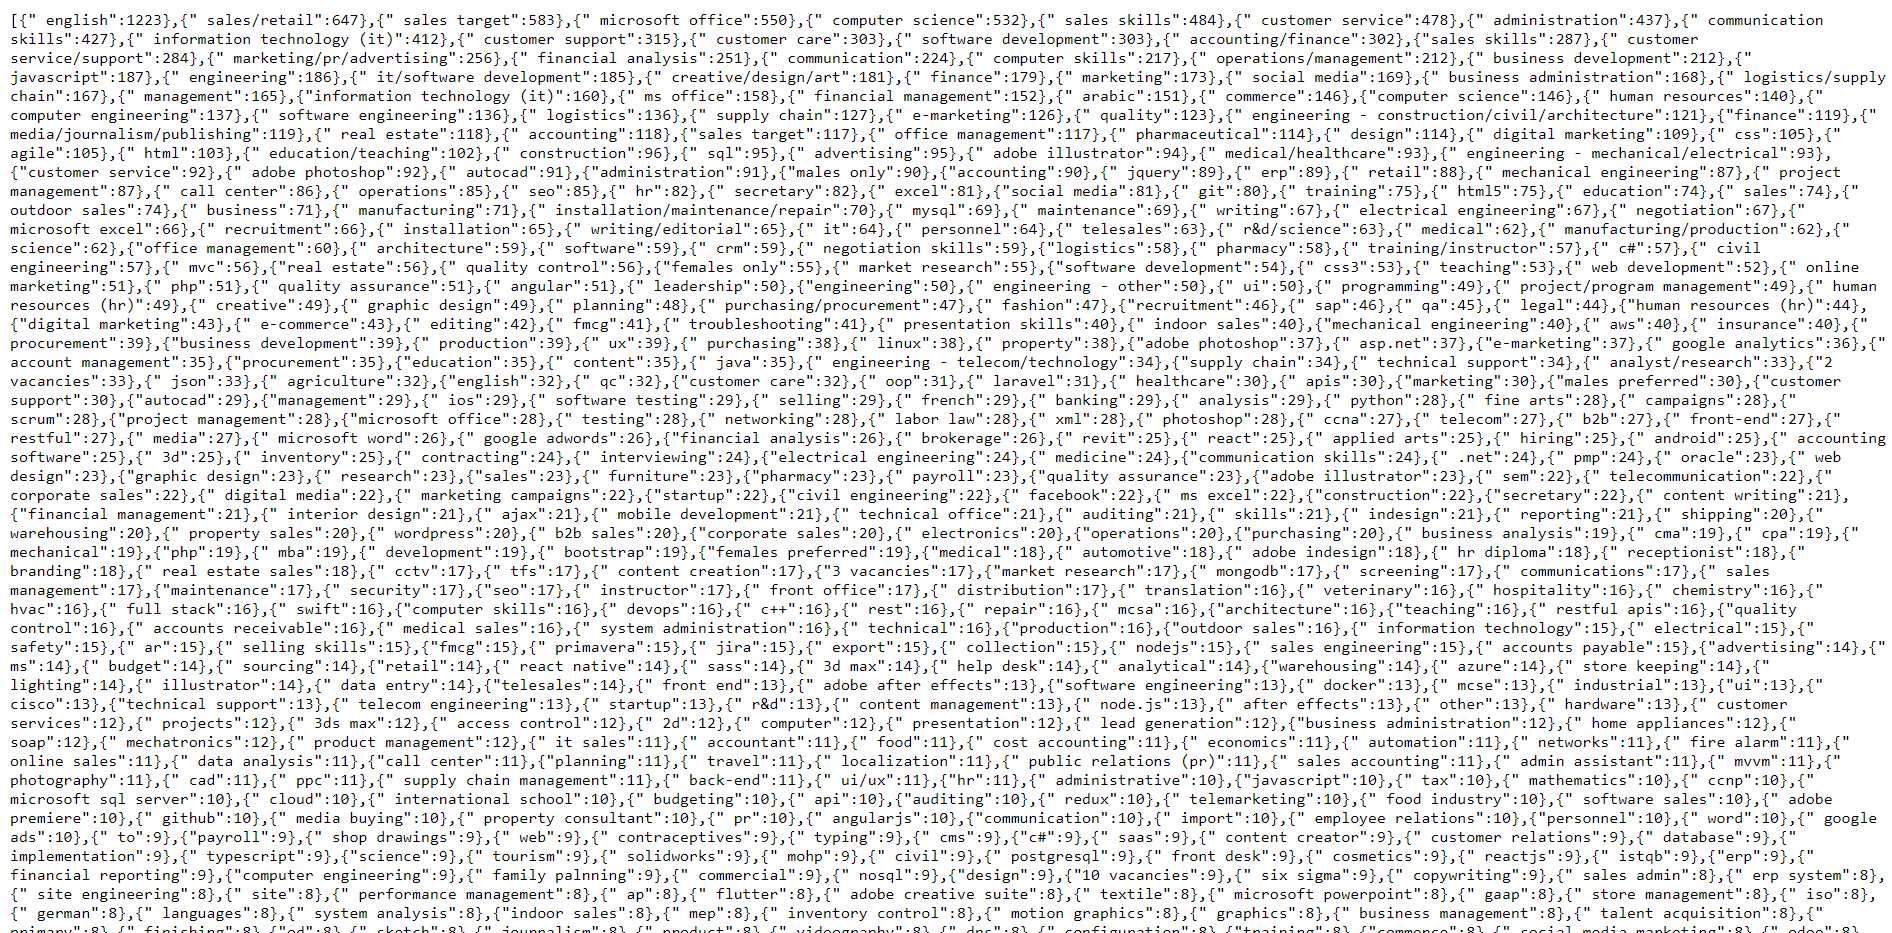 [{" english":1223},{" sales/retail":647},{" sales target":583},{" microsoft office":550},{" computer science":532},{" sales skills":484},{" customer service":478},{" administration":437},{" communication
skills":427},{" information technology (it)":412},{" customer support":315},{" customer care":303},{" software development":303},{" accounting/finance":302},{"sales skills":287},{" customer
service/support":284},{" marketing/pr/advertising":256},{" financial analysis":251},{" communication":224},{" computer skills":217},{" operations/management":212},{" business development":212},{"
javascript":187},{" engineering":186},{" it/software development":185},{" creative/design/art":181},{" finance":179},{" marketing":173},{" social media":169},{" business administration":168},{" logistics/supply
chain":167},{" management":165},{"information technology (it)":160},{" ms office":158},{" financial management":152},{" arabic":151},{" commerce":146},{"computer science":146},{" human resources":140},{"
computer engineering":137},{" software engineering":136},{" logistics":136},{" supply chain":127},{" e-marketing":126},{" quality":123},{" engineering - construction/civil/architecture":121},{"finance":119},{"
media/journalism/publishing":119},{" real estate":118},{" accounting":118},{"sales target":117},{" office management":117},{" pharmaceutical":114},{" design":114},{" digital marketing":109},{" css":105},{"
agile":105},{" html":103},{" education/teaching":102},{" construction":96},{" sql":95},{" advertising":95},{" adobe illustrator":94},{" medical/healthcare":93},{" engineering - mechanical/electrical":93},
{"customer service":92},{" adobe photoshop":92},{" autocad":91},{"administration":91},{"males only":90},{"accounting":90},{" jquery":89},{" erp":89},{" retail":88},{" mechanical engineering":87},{" project
management":87},{" call center":86},{" operations":85},{" seo":85},{" hr":82},{" secretary":82},{" excel":81},{"social media":81},{" git":80},{" training":75},{" html5":75},{" education":74},{" sales":74},{"
outdoor sales":74},{" business":71},{" manufacturing":71},{" installation/maintenance/repair":70},{" mysql":69},{" maintenance":69},{" writing":67},{" electrical engineering":67},{" negotiation":67},{"
microsoft excel":66},{" recruitment":66},{" installation":65},{" writing/editorial":65},{" it":64},{" personnel":64},{" telesales":63},{" r&d/science":63},{" medical":62},{" manufacturing/production":62},{"
science":62},{"office management":60},{" architecture":59},{" software":59},{" crm":59},{" negotiation skills":59},{"logistics":58},{" pharmacy":58},{" training/instructor":57},{" c#":57},{" civil
engineering":57},{" mvc":56},{"real estate":56},{" quality control":56},{"females only":55},{" market research":55},{"software development":54},{" css3":53},{" teaching":53},{" web development":52},{" online
marketing":51},{" php":51},{" quality assurance":51},{" angular":51},{" leadership":50},{"engineering":50},{" engineering - other":50},{" ui":50},{" programming":49},{" project/program management":49},{" human
resources (hr)":49},{" creative":49},{" graphic design":49},{" planning":48},{" purchasing/procurement":47},{" fashion":47},{"recruitment":46},{" sap":46},{" qa":45},{" legal":44},{"human resources (hr)":44},
{"digital marketing":43},{" e-commerce":43},{" editing":42},{" fmcg":41},{" troubleshooting":41},{" presentation skills":40},{" indoor sales":40},{"mechanical engineering":40},{" aws":40},{" insurance":40},{"
procurement":39},{"business development":39},{" production":39},{" ux":39},{" purchasing":38},{" linux":38},{" property":38},{"adobe photoshop":37},{" asp.net":37},{"e-marketing":37},{" google analytics":36},{"
account management":35},{"procurement":35},{"education":35},{" content":35},{" java":35},{" engineering - telecom/technology":34},{"supply chain":34},{" technical support":34},{" analyst/research":33},{"2
vacancies":33},{" json":33},{" agriculture":32},{"english":32},{" qc":32},{"customer care":32},{" oop":31},{" laravel":31},{" healthcare":30},{" apis":30},{"marketing":30},{"males preferred":30},{"customer
support":30},{"autocad":29},{"management":29},{" ios":29},{" software testing":29},{" selling":29},{" french":29},{" banking":29},{" analysis":29},{" python":28},{" fine arts":28},{" campaigns":28},{"
scrum":28},{"project management":28},{"microsoft office":28},{" testing":28},{" networking":28},{" labor law":28},{" xml":28},{" photoshop":28},{" ccna":27},{" telecom":27},{" b2b":27},{" front-end":27},{"
restful":27},{" media":27},{" microsoft word":26},{" google adwords":26},{"financial analysis":26},{" brokerage":26},{" revit":25},{" react":25},{" applied arts":25},{" hiring":25},{" android":25},{" accounting
software":25},{" 3d":25},{" inventory":25},{" contracting":24},{" interviewing":24},{"electrical engineering":24},{" medicine":24},{"communication skills":24},{" .net":24},{" pmp":24},{" oracle":23},{" web
design":23},{"graphic design":23},{" research":23},{"sales":23},{" furniture":23},{"pharmacy":23},{" payroll":23},{"quality assurance":23},{"adobe illustrator":23},{" sem":22},{" telecommunication":22},{"
corporate sales":22},{" digital media":22},{" marketing campaigns":22},{"startup":22},{"civil engineering":22},{" facebook":22},{" ms excel":22},{"construction":22},{"secretary":22},{" content writing":21},
{"financial management":21},{" interior design":21},{" ajax":21},{" mobile development":21},{" technical office":21},{" auditing":21},{" skills":21},{" indesign":21},{" reporting":21},{" shipping":20},{"
warehousing":20},{" property sales":20},{" wordpress":20},{" b2b sales":20},{"corporate sales":20},{" electronics":20},{"operations":20},{"purchasing":20},{" business analysis":19},{" cma":19},{" cpa":19},{"
mechanical":19},{"php":19},{" mba":19},{" development":19},{" bootstrap":19},{"females preferred":19},{"medical":18},{" automotive":18},{" adobe indesign":18},{" hr diploma":18},{" receptionist":18},{"
branding":18},{" real estate sales":18},{" cctv":17},{" tfs":17},{" content creation":17},{"3 vacancies":17},{"market research":17},{" mongodb":17},{" screening":17},{" communications":17},{" sales
management":17},{"maintenance":17},{" security":17},{"seo":17},{" instructor":17},{" front office":17},{" distribution":17},{" translation":16},{" veterinary":16},{" hospitality":16},{" chemistry":16},{"
hvac":16},{" full stack":16},{" swift":16},{"computer skills":16},{" devops":16},{" c++":16},{" rest":16},{" repair":16},{" mcsa":16},{"architecture":16},{"teaching":16},{" restful apis":16},{"quality
control":16},{" accounts receivable":16},{" medical sales":16},{" system administration":16},{" technical":16},{"production":16},{"outdoor sales":16},{" information technology":15},{" electrical":15},{"
safety":15},{" ar":15},{" selling skills":15},{"fmcg":15},{" primavera":15},{" jira":15},{" export":15},{" collection":15},{" nodejs":15},{" sales engineering":15},{" accounts payable":15},{"advertising":14},{"
ms":14},{" budget":14},{" sourcing":14},{"retail":14},{" react native":14},{" sass":14},{" 3d max":14},{" help desk":14},{" analytical":14},{"warehousing":14},{" azure":14},{" store keeping":14},{"
lighting":14},{" illustrator":14},{" data entry":14},{"telesales":14},{" front end":13},{" adobe after effects":13},{"software engineering":13},{" docker":13},{" mcse":13},{" industrial":13},{"ui":13},{"
cisco":13},{"technical support":13},{" telecom engineering":13},{" startup":13},{" r&d":13},{" content management":13},{" node.js":13},{" after effects":13},{" other":13},{" hardware":13},{" customer
services":12},{" projects":12},{" 3ds max":12},{" access control":12},{" 2d":12},{" computer":12},{" presentation":12},{" lead generation":12},{"business administration":12},{" home appliances":12},{"
soap":12},{" mechatronics":12},{" product management":12},{" it sales":11},{" accountant":11},{" food":11},{" cost accounting":11},{" economics":11},{" automation":11},{" networks":11},{" fire alarm":11},{"
online sales":11},{" data analysis":11},{"call center":11},{"planning":11},{" travel":11},{" localization":11},{" public relations (pr)":11},{" sales accounting":11},{" admin assistant":11},{" mvvm":11},{"
photography":11},{" cad":11},{" ppc":11},{" supply chain management":11},{" back-end":11},{" ui/ux":11},{"hr":11},{" administrative":10},{"javascript":10},{" tax":10},{" mathematics":10},{" ccnp":10},{"
microsoft sql server":10},{" cloud":10},{" international school":10},{" budgeting":10},{" api":10},{"auditing":10},{" redux":10},{" telemarketing":10},{" food industry":10},{" software sales":10},{" adobe
premiere":10},{" github":10},{" media buying":10},{" property consultant":10},{" pr":10},{" angularjs":10},{"communication":10},{" import":10},{" employee relations":10},{"personnel":10},{" word":10},{" google
ads":10},{" to":9},{"payroll":9},{" shop drawings":9},{" web":9},{" contraceptives":9},{" typing":9},{" cms":9},{"c#":9},{" saas":9},{" content creator":9},{" customer relations":9},{" database":9},{"
implementation":9},{" typescript":9},{"science":9},{" tourism":9},{" solidworks":9},{" mohp":9},{" civil":9},{" postgresql":9},{" front desk":9},{" cosmetics":9},{" reactjs":9},{" istqb":9},{"erp":9},{"
financial reporting":9},{"computer engineering":9},{" family palnning":9},{" commercial":9},{" nosql":9},{"design":9},{"10 vacancies":9},{" six sigma":9},{" copywriting":9},{" sales admin":8},{" erp system":8},
{" site engineering":8},{" site":8},{" performance management":8},{" ap":8},{" flutter":8},{" adobe creative suite":8},{" textile":8},{" microsoft powerpoint":8},{" gaap":8},{" store management":8},{" iso":8},
{" german":8},{" languages":8},{" system analysis":8},{"indoor sales":8},{" mep":8},{" inventory control":8},{" motion graphics":8},{" graphics":8},{" business management":8},{" talent acquisition":8},{"
primary":8},{" finishing":8},{"od":8},{" sketch":8},{" journalism":8},{" product":8},{" videography":8},{" dns":8},{" configuration":8},{"training":8},{"commerce":8},{" social media marketing":8},{" odoo":8},